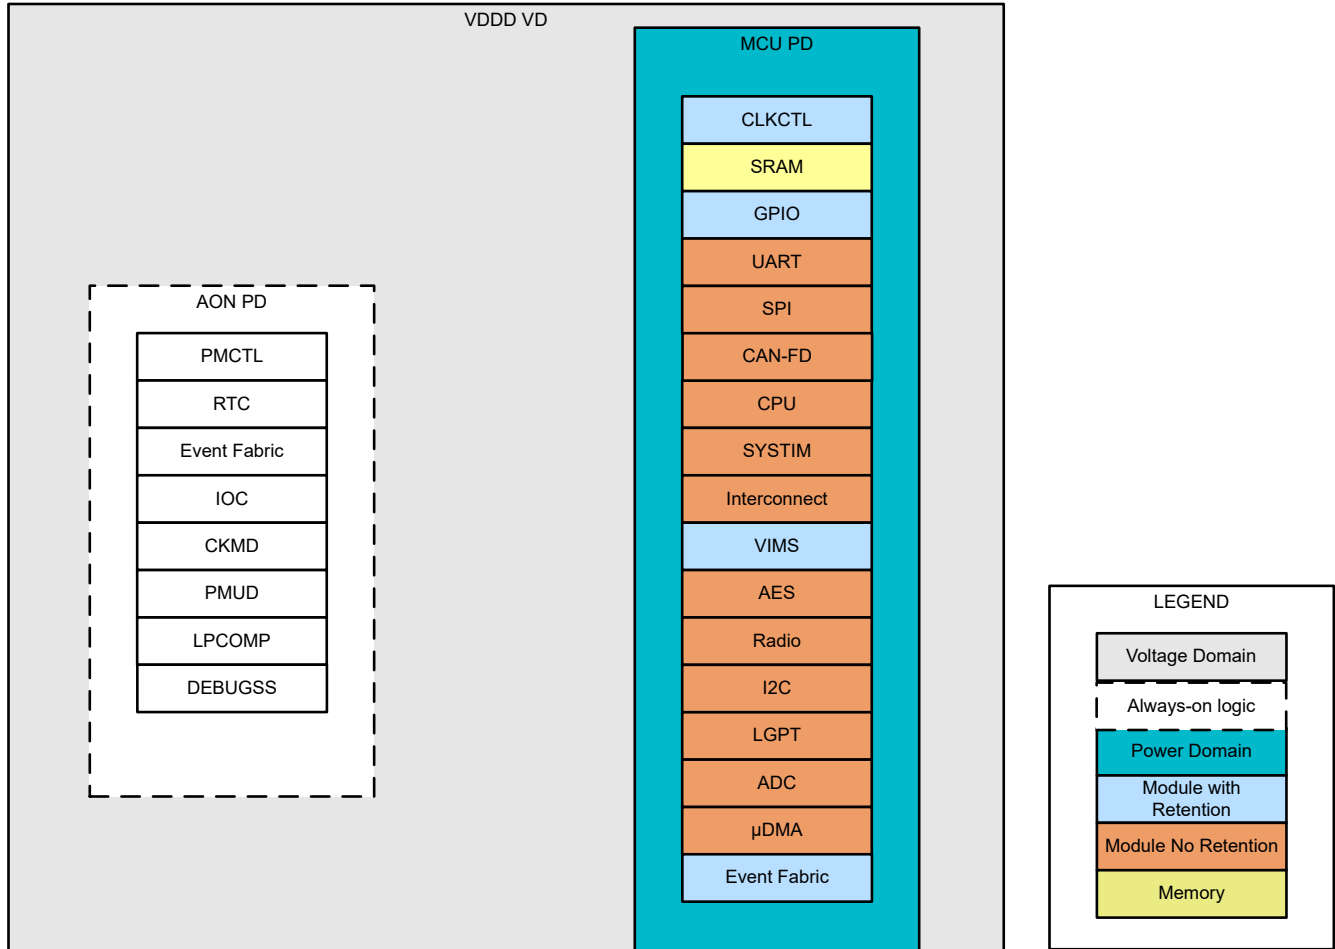 VDDD VD
MCU PD
CLKCTL
SRAM
GPIO
UART
SPI
CAN-FD
CPU
SYSTIM
Interconnect
VIMS
AES
Radio
I2C
LGPT
ADC
µDMA
Event Fabric
AON PD
PMCTL
RTC
Event Fabric
IOC
CKMD
PMUD
LPCOMP
DEBUGSS
LEGEND
Voltage Domain
Always-on logic
Power Domain
Module with
Retention
Module No Retention
Memory